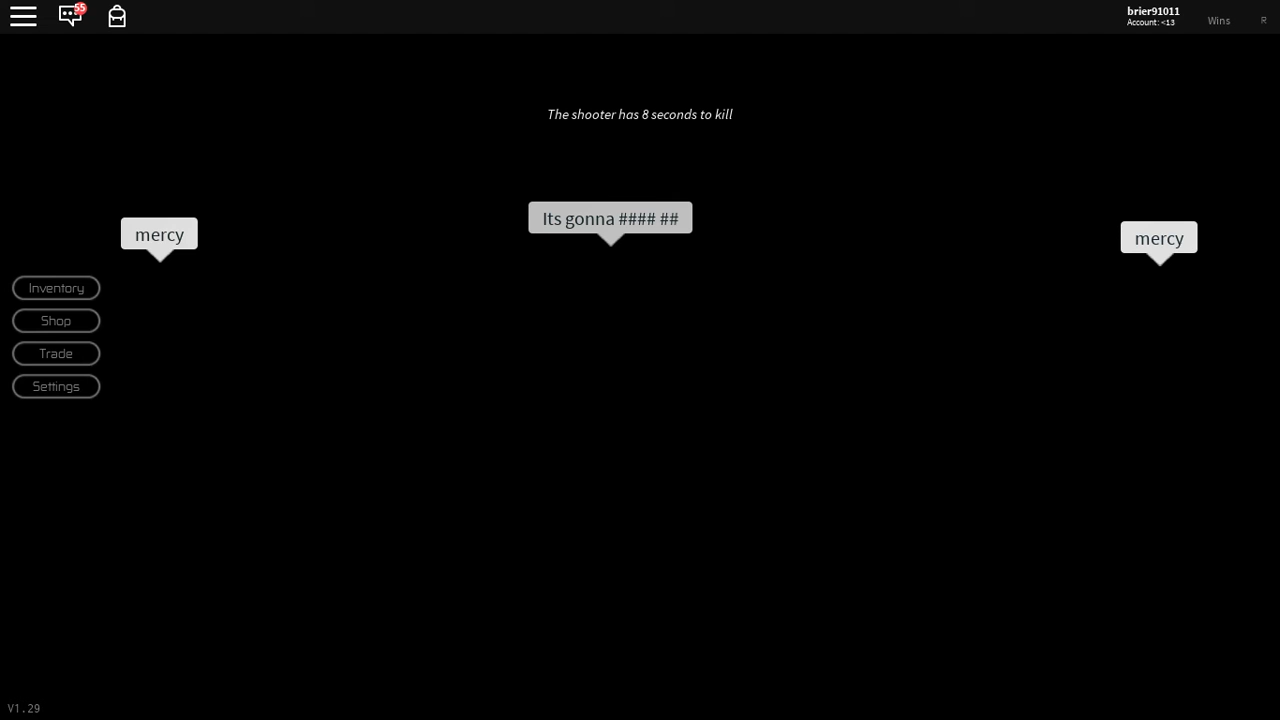 55
brier91011
Account: <13
Wins
R
The shooter has 8 seconds to kill
Its gonna #### ##
mercy
mercy
Inventory
Shop
Trade
Settings
V1.29